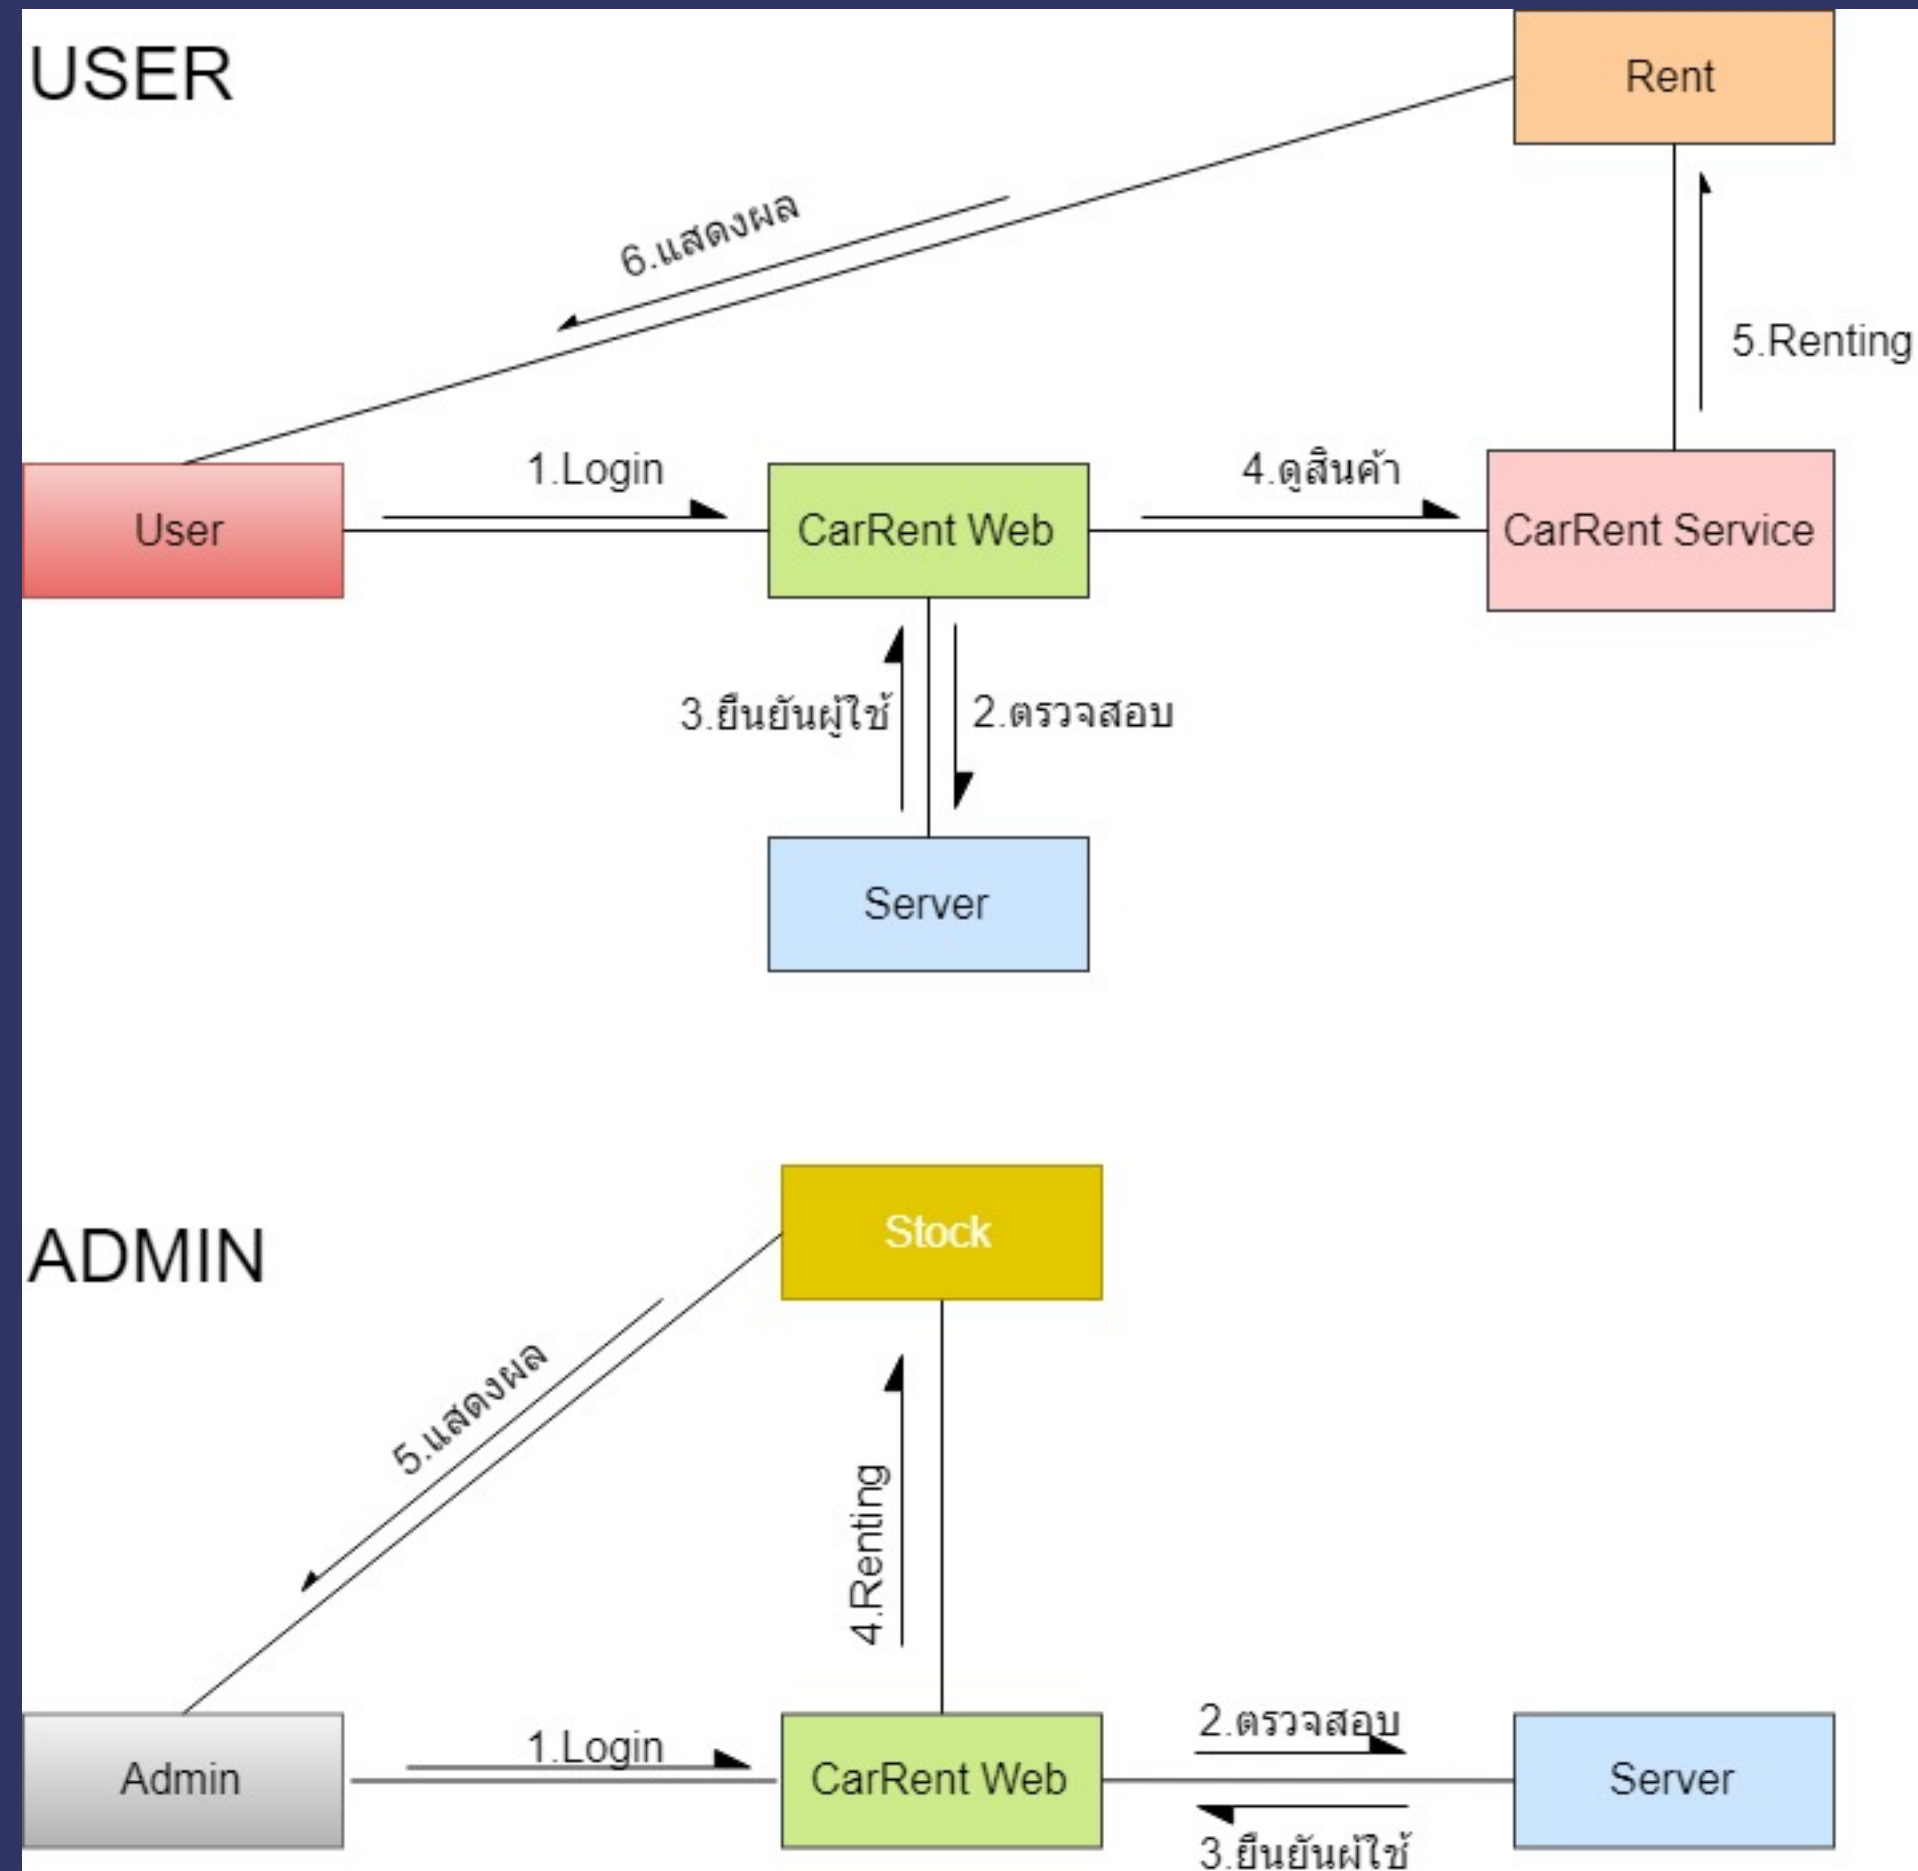 USER
Rent
6.แสดงผล
5.Renting
1.Login
4.ดูสินค้า
User
CarRent Web
CarRent Service
3.ยืนยันผู้ใช้
2.ตรวจสอบ
Server
Stock
ADMIN
5.แสดงผล
4.Renting
1.Login
2.ตรวจสอบ
Admin
CarRent Web
Server
3.ยืนยันผู้ใช้